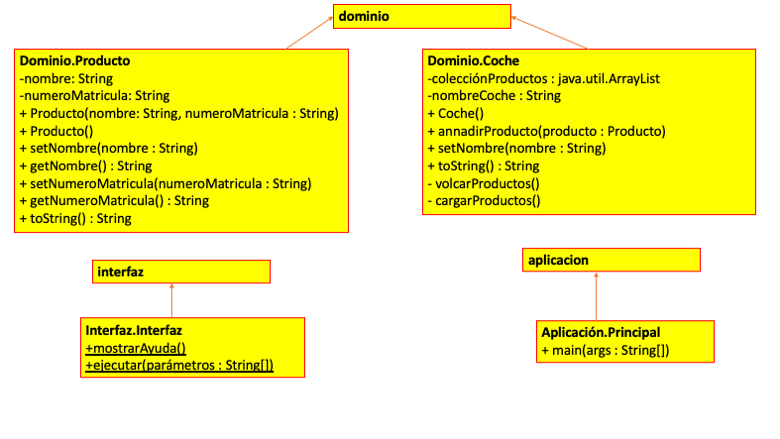 dominio
Dominio.Producto
-nombre: String
-numeroMatricula: String
+ Producto(nombre: String, numeroMatricula : String)
+ Producto()
+ setNombre(nombre : String)
+ getNombre() : String
+ setNumeroMatricula(numeroMatricula : String)
+ getNumeroMatricula() : String
+ toString() : String
Dominio.Coche
-colecciónProductos : java.util.ArrayList
-nombreCoche : String
+ Coche()
+ annadirProducto(producto : Producto)
+ setNombre(nombre : String)
+ toString() : String
- volcarProductos()
- cargarProductos()
interfaz
Interfaz.Interfaz
+mostrarAyuda()
+ejecutar(parámetros : String[])
aplicacion
Aplicación.Principal
+ main(args : String[])